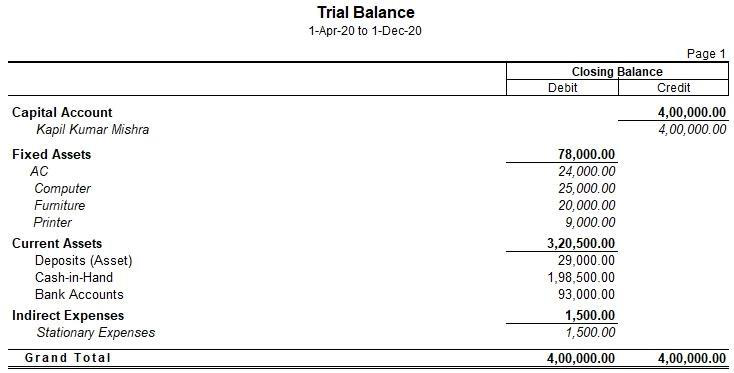 Trial Balance
1-Apr-20 to 1-Dec-20
Page 1
Closing Balance
Debit Credit
Capital Account 4,00,000.00
Kapil Kumar Mishra 4,00,000.00
Fixed Assets 78,000.00
AC 24,000.00
Computer 25,000.00
Furniture 20,000.00
Printer 9,000.00
Current Assets 3,20,500.00
Deposits (Asset) 29,000.00
Cash-in-Hand 1,98,500.00
Bank Accounts 93,000.00
Indirect Expenses 1,500.00
Stationary Expenses 1,500.00
Grand Total 4,00,000.00 4,00,000.00